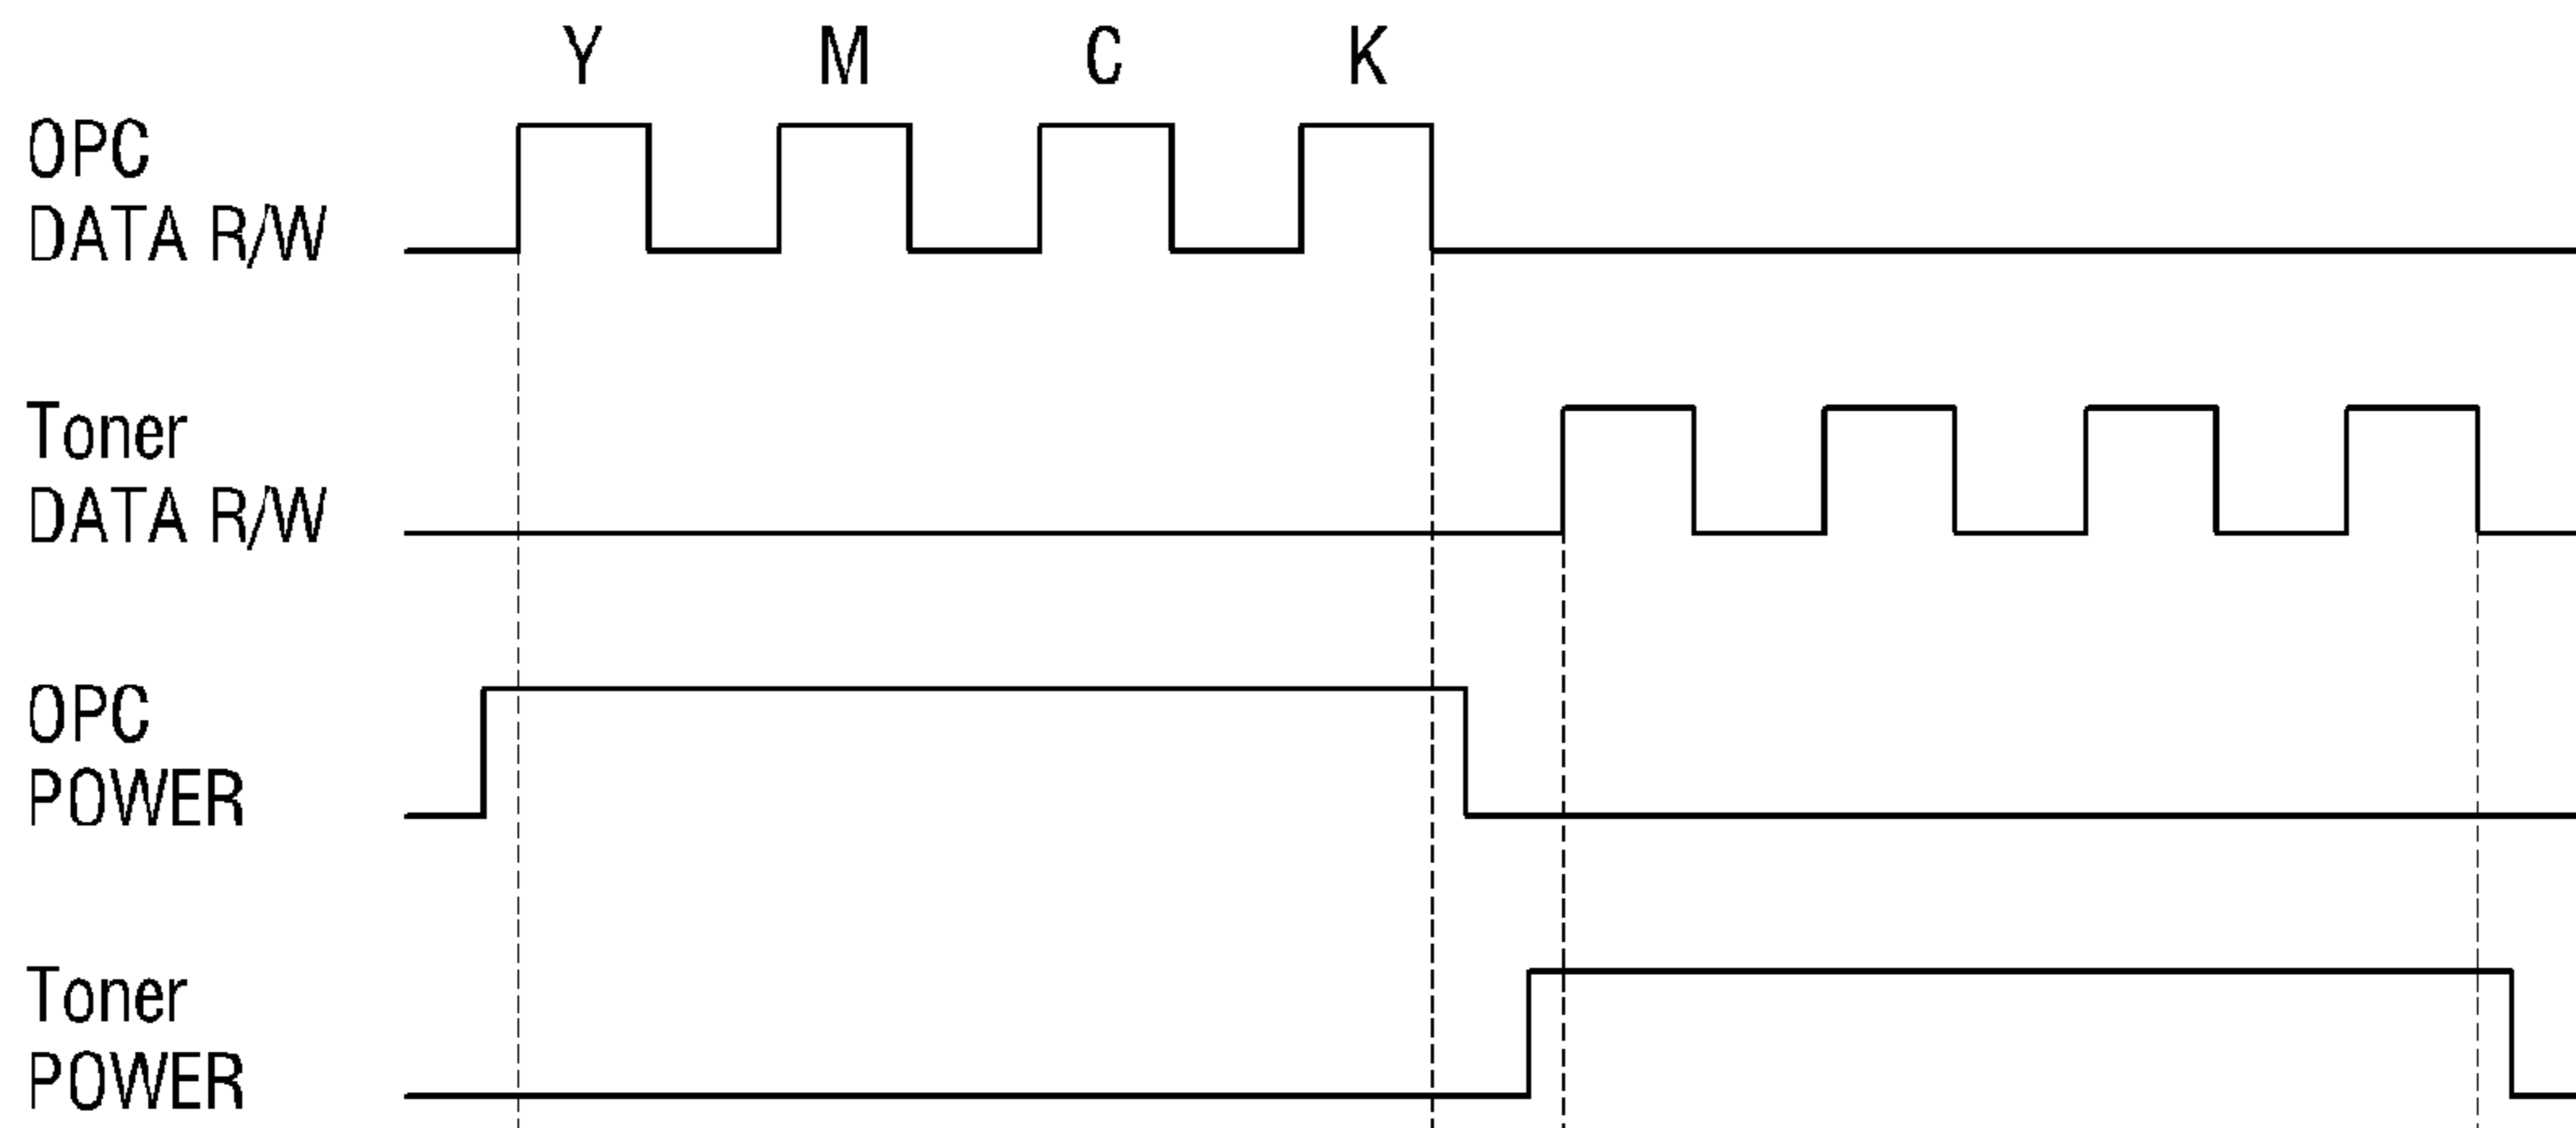 Y M C K
OPC
DATA R/W
Toner
DATA R/W
OPC
POWER
Toner
POWER